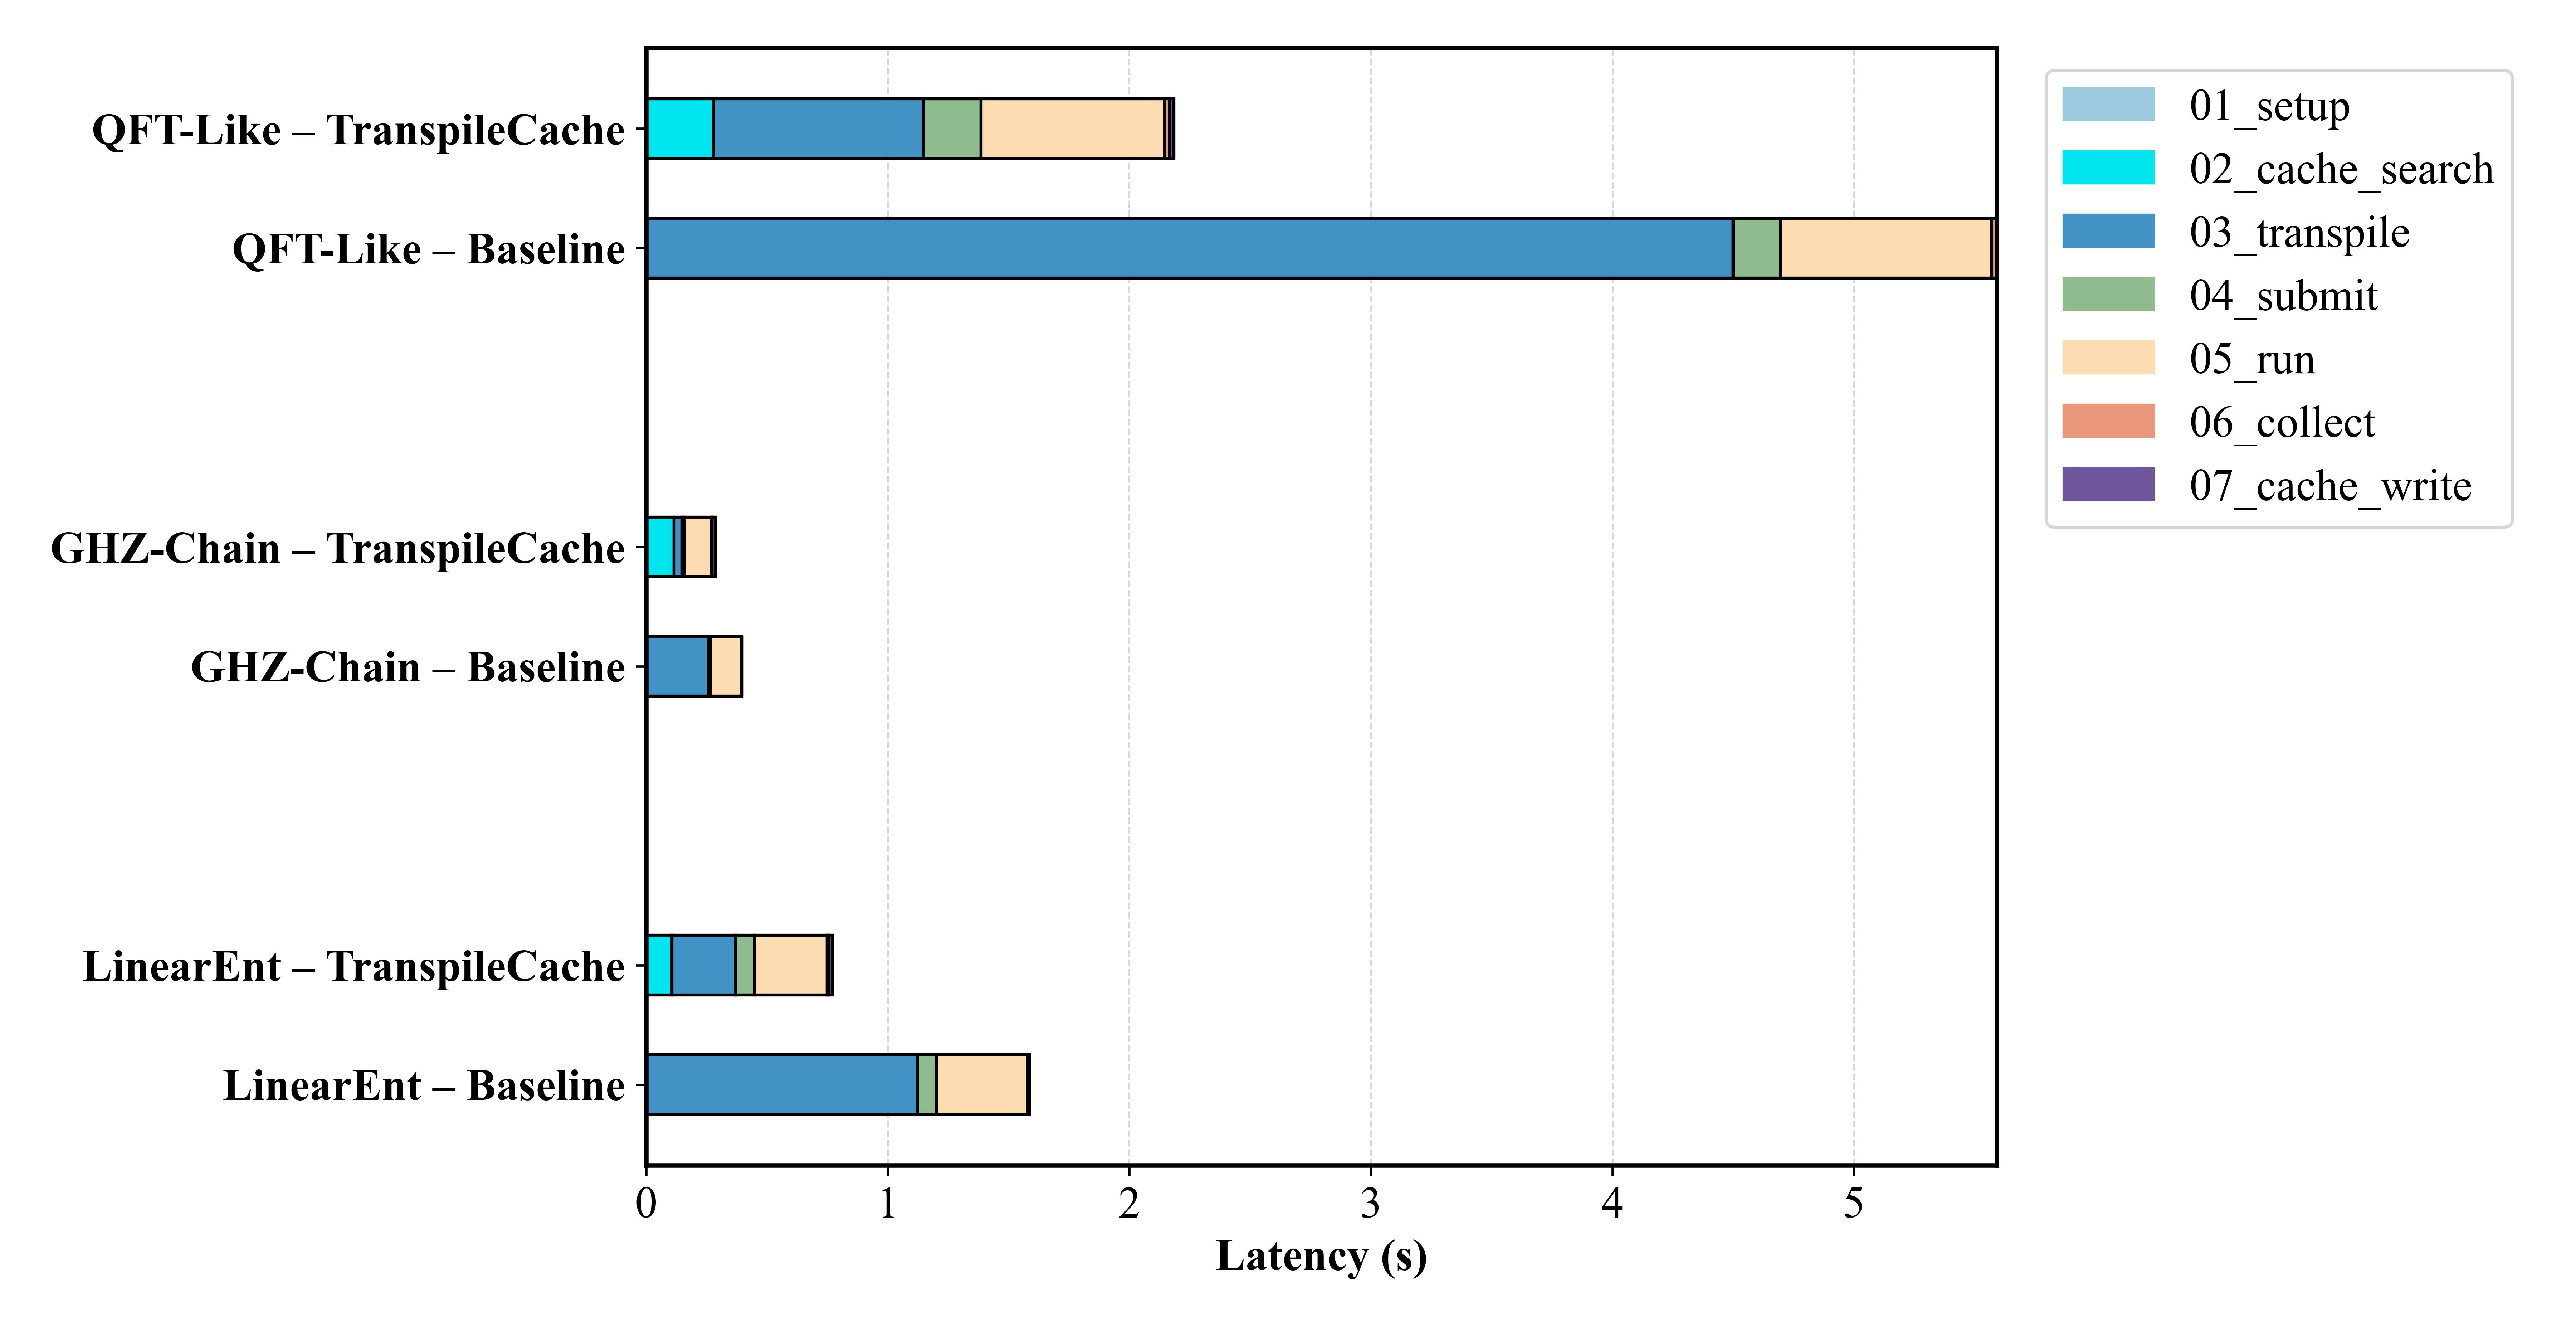 QFT-Like – TranspileCache
QFT-Like – Baseline
GHZ-Chain – TranspileCache
GHZ-Chain – Baseline
LinearEnt – TranspileCache
LinearEnt – Baseline
0 1 2 3 4 5
Latency (s)
01_setup
02_cache_search
03_transpile
04_submit
05_run
06_collect
07_cache_write